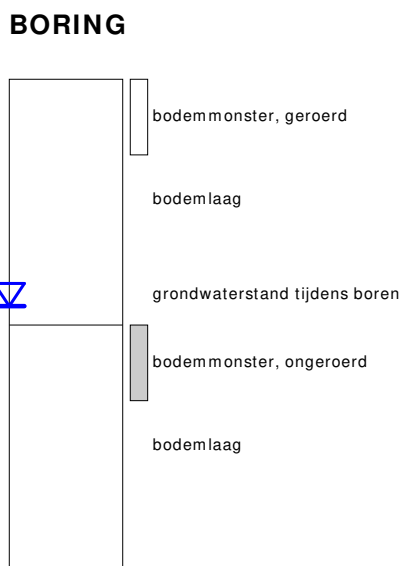 BORING
bodemmonster, geroerd
bodemlaag
grondwaterstand tijdens boren
bodemmonster, ongeroerd
bodemlaag